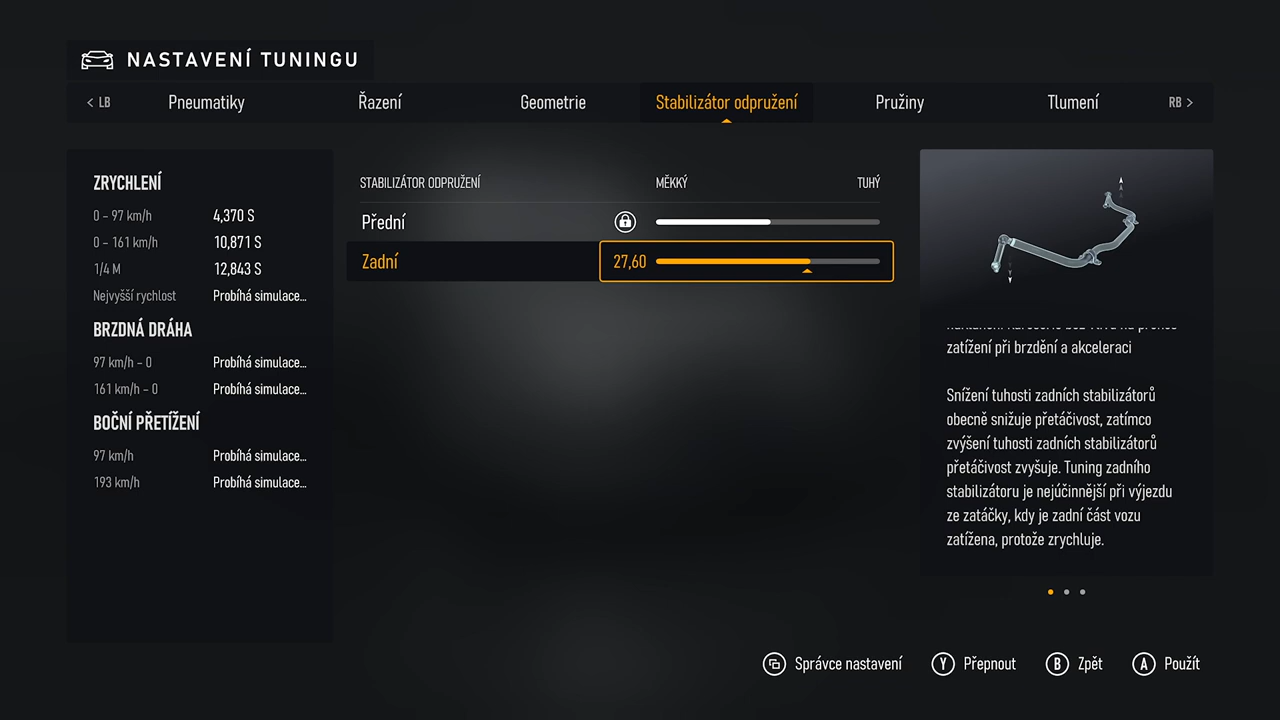 NASTAVENÍ TUNINGU
< LB Pneumatiky Řazení Geometrie Stabilizátor odpružení Pružiny Tlumení RB >
ZRYCHLENÍ
0 – 97 km/h 4,370 S
0 – 161 km/h 10,871 S
1/4 M 12,843 S
Nejvyšší rychlost Probíhá simulace...
BRZDNÁ DRÁHA
97 km/h – 0 Probíhá simulace...
161 km/h – 0 Probíhá simulace...
BOČNÍ PŘETÍŽENÍ
97 km/h Probíhá simulace...
193 km/h Probíhá simulace...
STABILIZÁTOR ODPRUŽENÍ MĚKKÝ TUHÝ
Přední
Zadní 27,60
zatížení při brzdění a akceleraci
Snížení tuhosti zadních stabilizátorů
obecně snižuje přetáčivost, zatímco
zvýšení tuhosti zadních stabilizátorů
přetáčivost zvyšuje. Tuning zadního
stabilizátoru je nejúčinnější při výjezdu
ze zatáčky, kdy je zadní část vozu
zatížena, protože zrychluje.
Správce nastavení Y Přepnout B Zpět A Použít